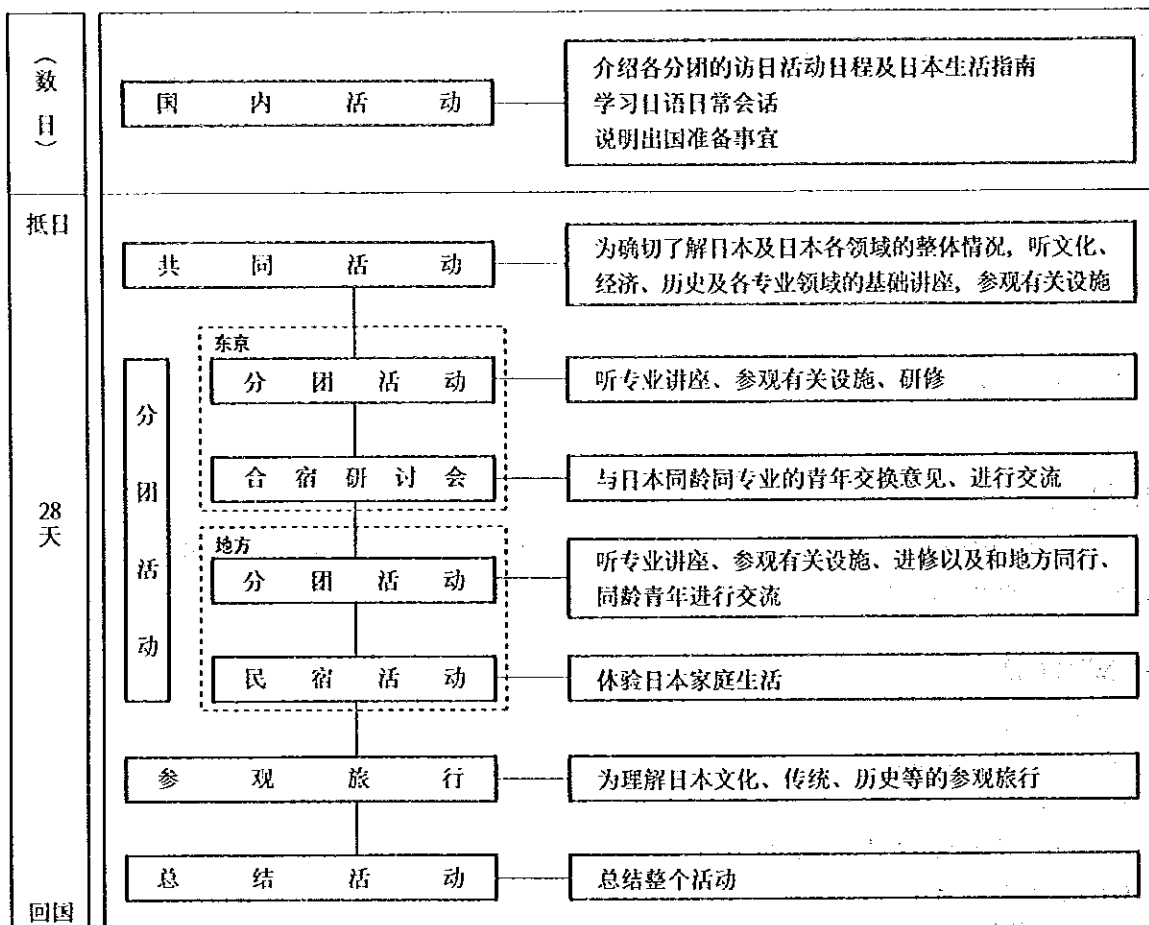 （数日）
国内活动
介绍各分团的访日活动日程及日本生活指南
学习日语日常会话
说明出国准备事宜
抵日
共同活动
为确切了解日本及日本各领域的整体情况，听文化、
经济、历史及各专业领域的基础讲座，参观有关设施
28
天
分团活动
东京
分团活动
听专业讲座、参观有关设施、研修
合宿研讨会
与日本同龄同专业的青年交换意见、进行交流
地方
分团活动
听专业讲座、参观有关设施、进修以及和地方同行、
同龄青年进行交流
民宿活动
体验日本家庭生活
参观旅行
为理解日本文化、传统、历史等的参观旅行
总结活动
总结整个活动
回国